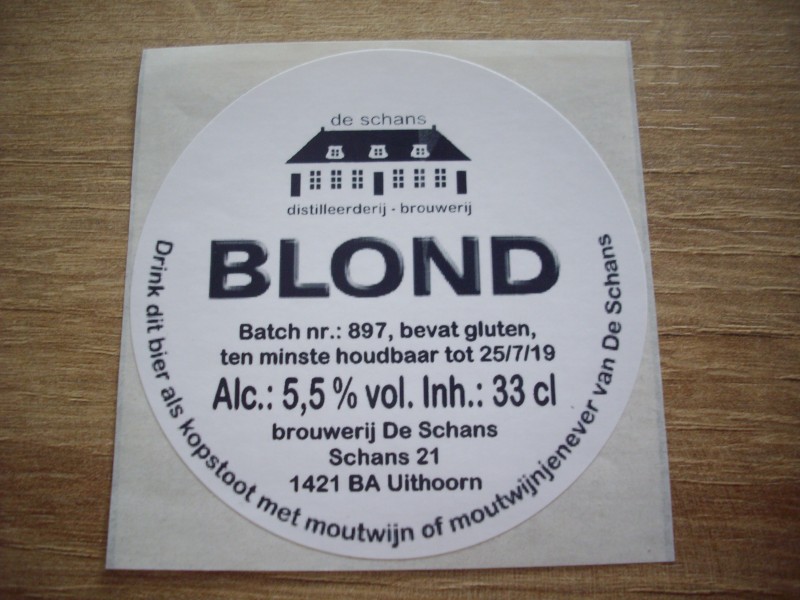 de schans
distilleerderij - brouwerij
BLOND
Batch nr.: 897, bevat gluten,
ten minste houdbaar tot 25/7/19
Alc.: 5,5 % vol. Inh.: 33 cl
brouwerij De Schans
Schans 21
1421 BA Uithoorn
Drink dit bier als kopstoot met moutwijn of moutwijnjenever van De Schans